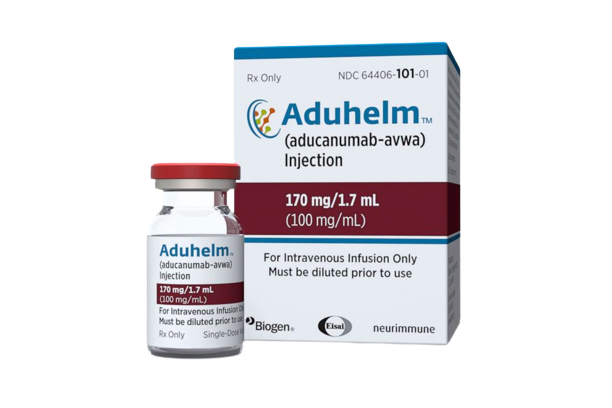 Rx Only NDC 64406-101-01
Aduhelm™
(aducanumab-avwa)
Injection
170 mg/1.7 mL
(100 mg/mL)
For Intravenous Infusion Only
Must be diluted prior to use
Biogen® Eisai neurimmune
Aduhelm™
(aducanumab-avwa)
Injection
170 mg/1.7 mL
(100 mg/mL)
For Intravenous Infusion
Must be diluted prior to use
Rx Only Single-Dose